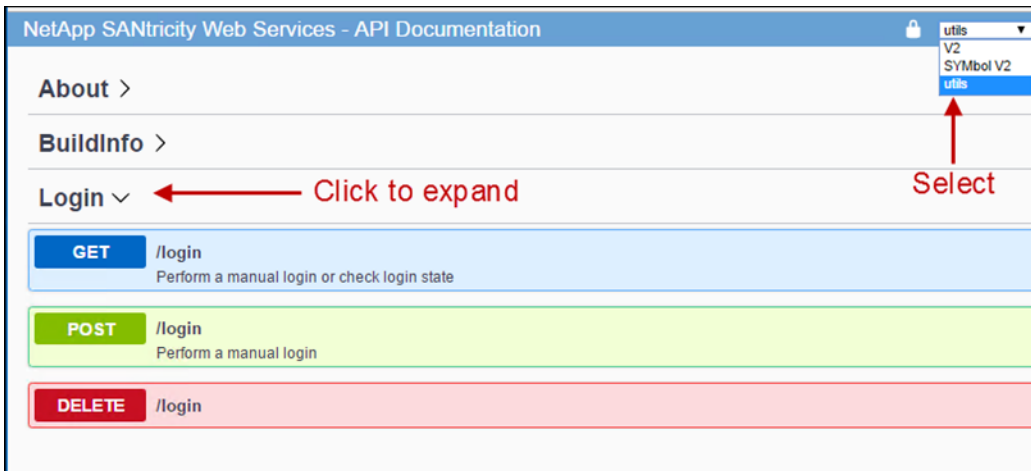 NetApp SANtricity Web Services - API Documentation
utils
V2
SYMbol V2
utils
About
BuildInfo
Login
Click to expand
Select
GET /login
Perform a manual login or check login state
POST /login
Perform a manual login
DELETE /login